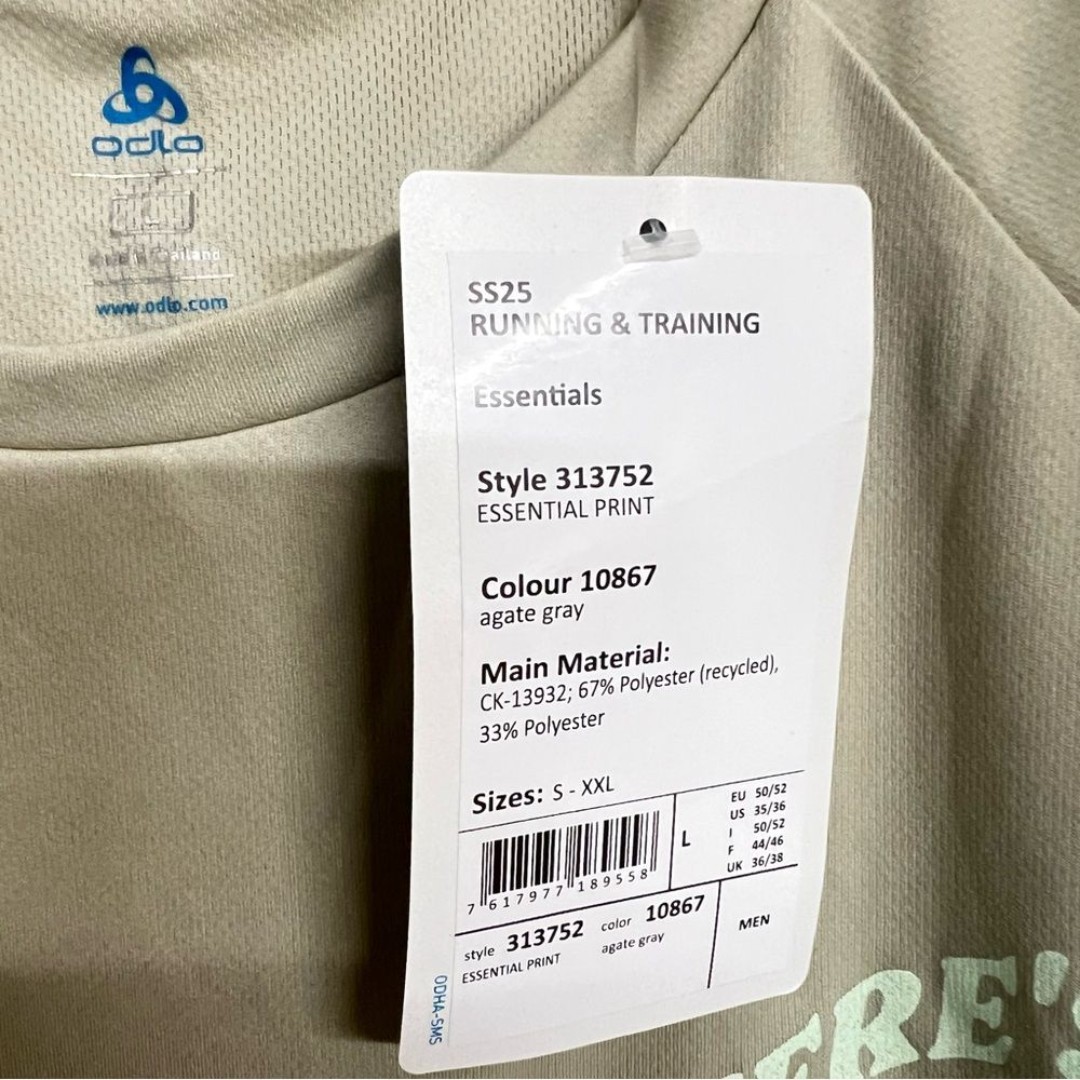 odlo
L
Thailand
www.odlo.com
SS25
RUNNING & TRAINING
Essentials
Style 313752
ESSENTIAL PRINT
Colour 10867
agate gray
Main Material:
CK-13932; 67% Polyester (recycled),
33% Polyester
Sizes: S - XXL
7 617977 189558
L
EU 50/52
US 35/36
I 50/52
F 44/46
UK 36/38
style 313752 color 10867
ESSENTIAL PRINT agate gray
MEN
ODHA-SMS
ERE'S